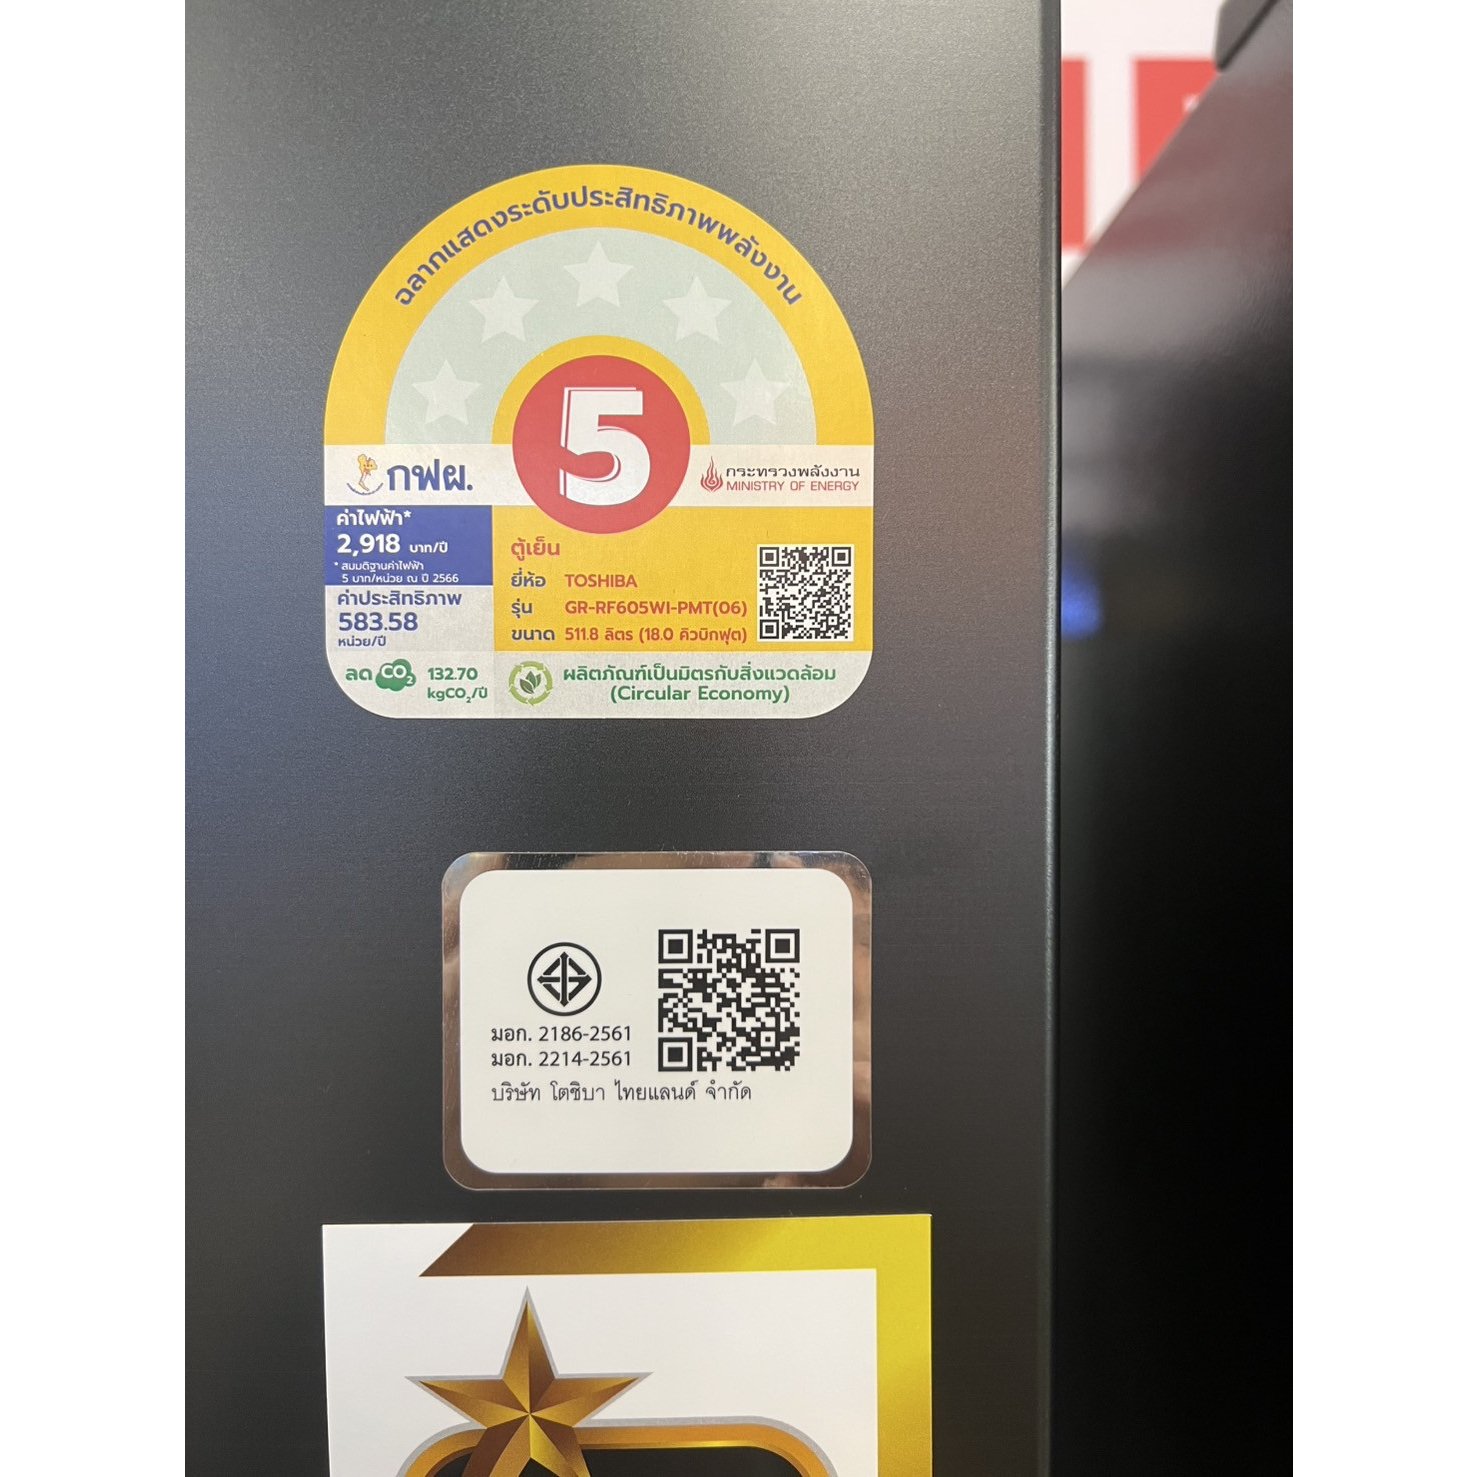 ฉลากแสดงระดับประสิทธิภาพพลังงาน
5
กฟผ.
กระทรวงพลังงาน
MINISTRY OF ENERGY
ค่าไฟฟ้า*
2,918 บาท/ปี
* สมมติฐานค่าไฟฟ้า
5 บาท/หน่วย ณ ปี 2566
ค่าประสิทธิภาพ
583.58
หน่วย/ปี
ตู้เย็น
ยี่ห้อ TOSHIBA
รุ่น GR-RF605WI-PMT(06)
ขนาด 511.8 ลิตร (18.0 คิวบิกฟุต)
ลด CO2 132.70
kgCO2/ปี
ผลิตภัณฑ์เป็นมิตรกับสิ่งแวดล้อม
(Circular Economy)
มอก. 2186-2561
มอก. 2214-2561
บริษัท โตชิบา ไทยแลนด์ จำกัด